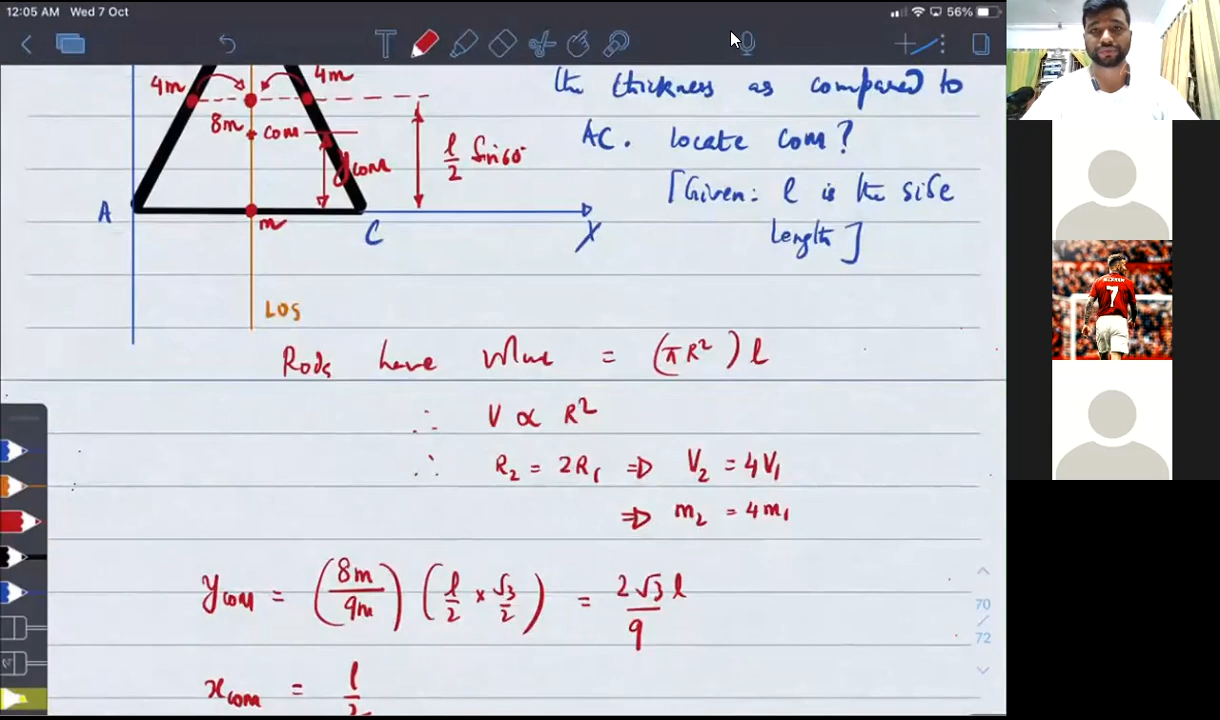 12:05 AM Wed 7 Oct
56%
T
4m
4m
the thickness as compared to
8m
com
AC. locate com?
ycom
l/2 Sin60°
[Given: l is the side
length]
A
m
C
X
LOS
Rods have volume = (πR²) l
∴ V ∝ R²
∴ R₂ = 2R₁ ⇒ V₂ = 4V₁
⇒ m₂ = 4m₁
ycom = (8m/9m) (l/2 × √3/2) = 2√3 l/9
xcom = l/2
70
/
72
7